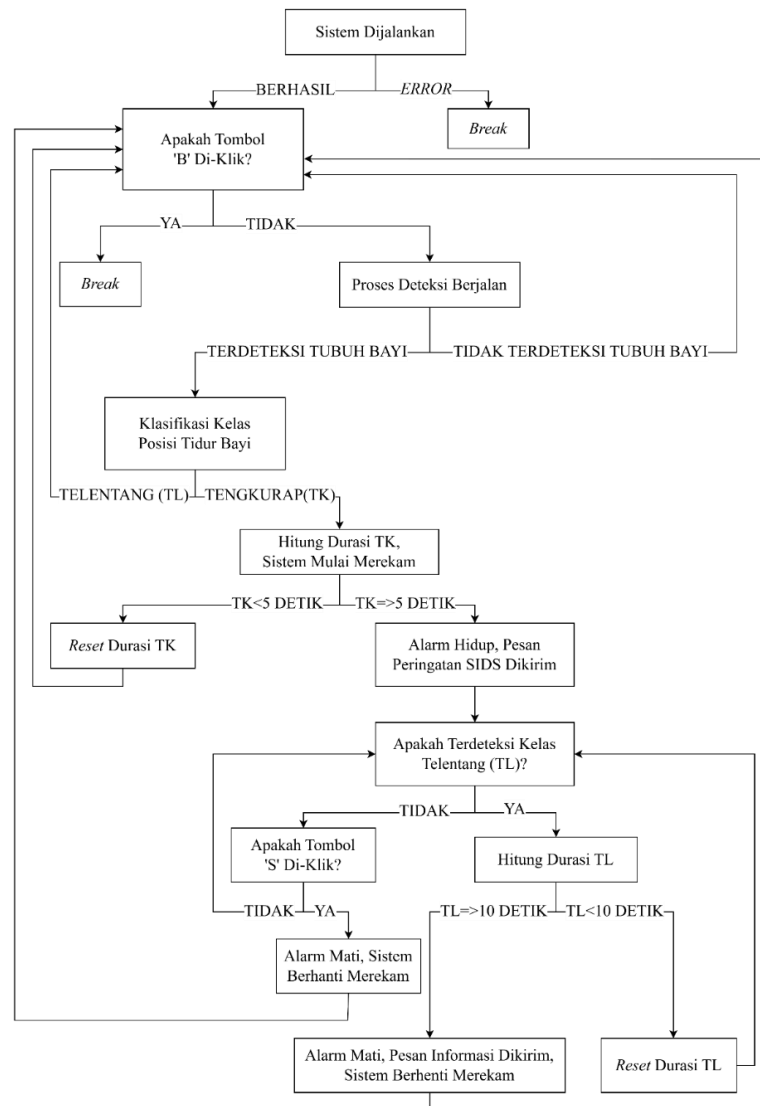 Sistem Dijalankan
BERHASIL
ERROR
Apakah Tombol
'B' Di-Klik?
Break
YA
TIDAK
Break
Proses Deteksi Berjalan
TERDETEKSI TUBUH BAYI
TIDAK TERDETEKSI TUBUH BAYI
Klasifikasi Kelas
Posisi Tidur Bayi
TELENTANG (TL)
TENGKURAP(TK)
Hitung Durasi TK,
Sistem Mulai Merekam
TK<5 DETIK
TK=>5 DETIK
Reset Durasi TK
Alarm Hidup, Pesan
Peringatan SIDS Dikirim
Apakah Terdeteksi Kelas
Telentang (TL)?
TIDAK
YA
Apakah Tombol
'S' Di-Klik?
Hitung Durasi TL
TIDAK
YA
TL=>10 DETIK
TL<10 DETIK
Alarm Mati, Sistem
Berhanti Merekam
Alarm Mati, Pesan Informasi Dikirim,
Sistem Berhenti Merekam
Reset Durasi TL